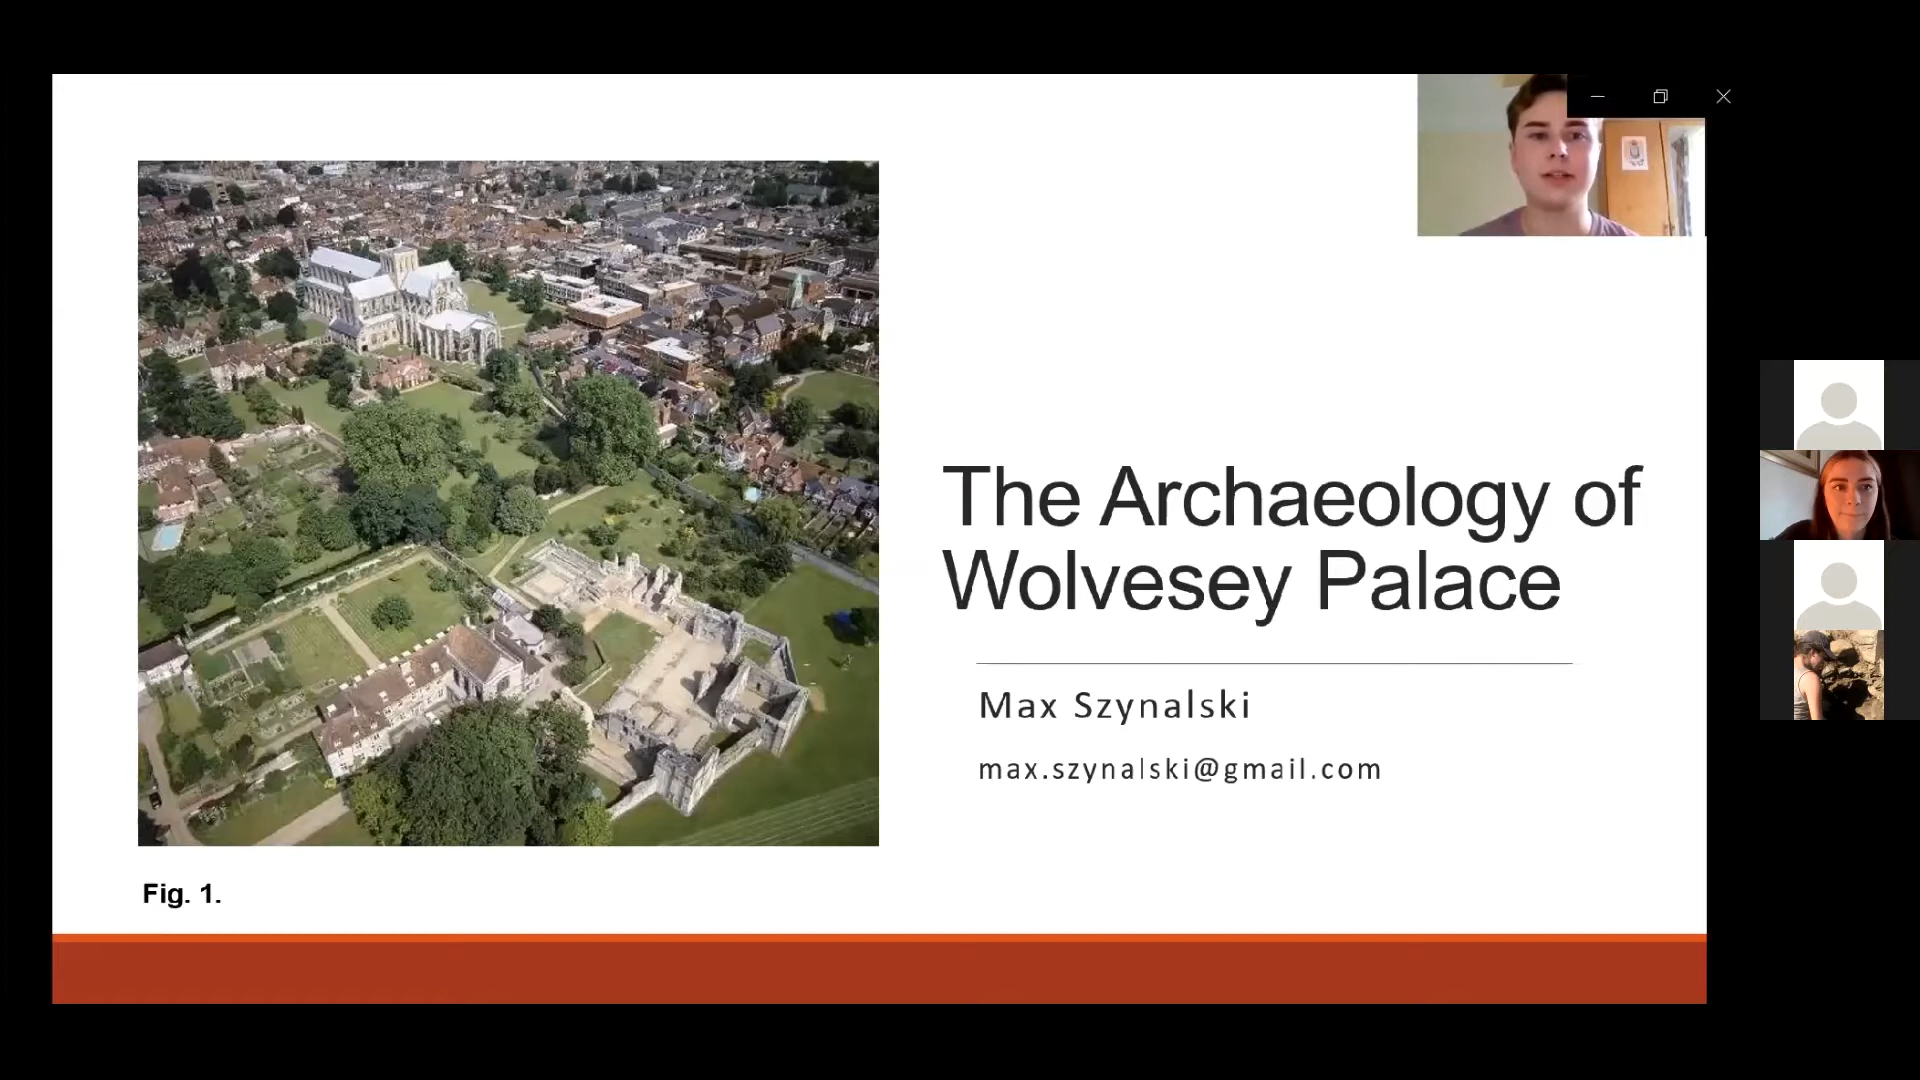 The Archaeology of
Wolvesey Palace
Max Szynalski
max.szynalski@gmail.com
Fig. 1.